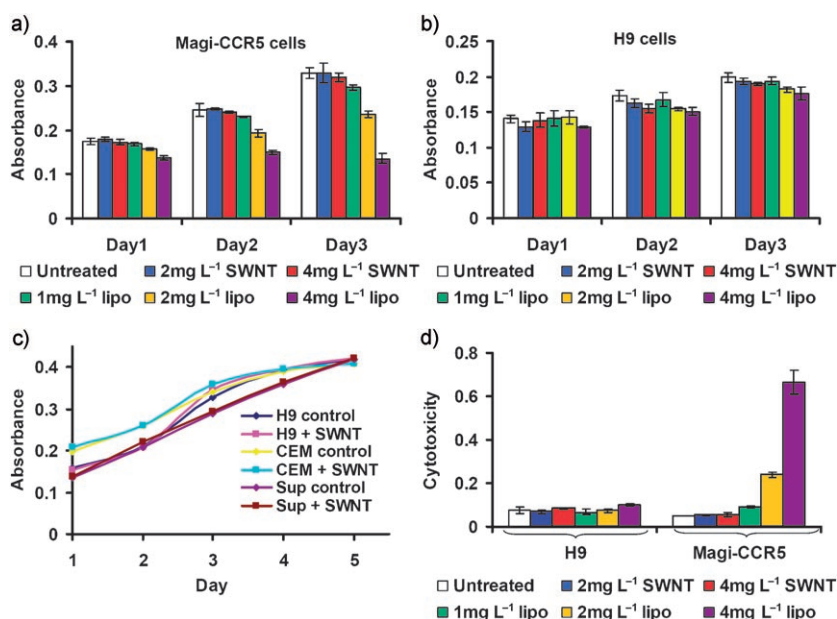 a)
Magi-CCR5 cells
0.4
0.3
0.2
0.1
0
Absorbance
Day1 Day2 Day3
Untreated 2mg L⁻¹ SWNT 4mg L⁻¹ SWNT
1mg L⁻¹ lipo 2mg L⁻¹ lipo 4mg L⁻¹ lipo
b)
H9 cells
0.25
0.2
0.15
0.1
0.05
0
Absorbance
Day1 Day2 Day3
Untreated 2mg L⁻¹ SWNT 4mg L⁻¹ SWNT
1mg L⁻¹ lipo 2mg L⁻¹ lipo 4mg L⁻¹ lipo
c)
0.4
0.3
0.2
0.1
0
Absorbance
H9 control
H9 + SWNT
CEM control
CEM + SWNT
Sup control
Sup + SWNT
1 2 3 4 5
Day
d)
0.8
0.6
0.4
0.2
0
Cytotoxicity
H9 Magi-CCR5
Untreated 2mg L⁻¹ SWNT 4mg L⁻¹ SWNT
1mg L⁻¹ lipo 2mg L⁻¹ lipo 4mg L⁻¹ lipo